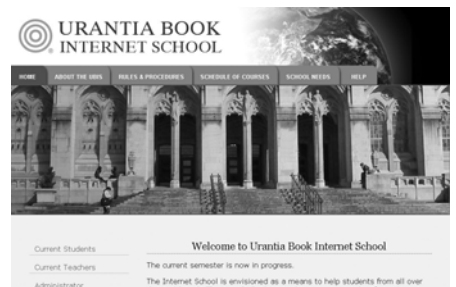 URANTIA BOOK
INTERNET SCHOOL
HOME ABOUT THE UBIS RULES & PROCEDURES SCHEDULE OF COURSES SCHOOL NEEDS HELP
Current Students
Current Teachers
Administrator
Welcome to Urantia Book Internet School
The current semester is now in progress.
The Internet School is envisioned as a means to help students from all over